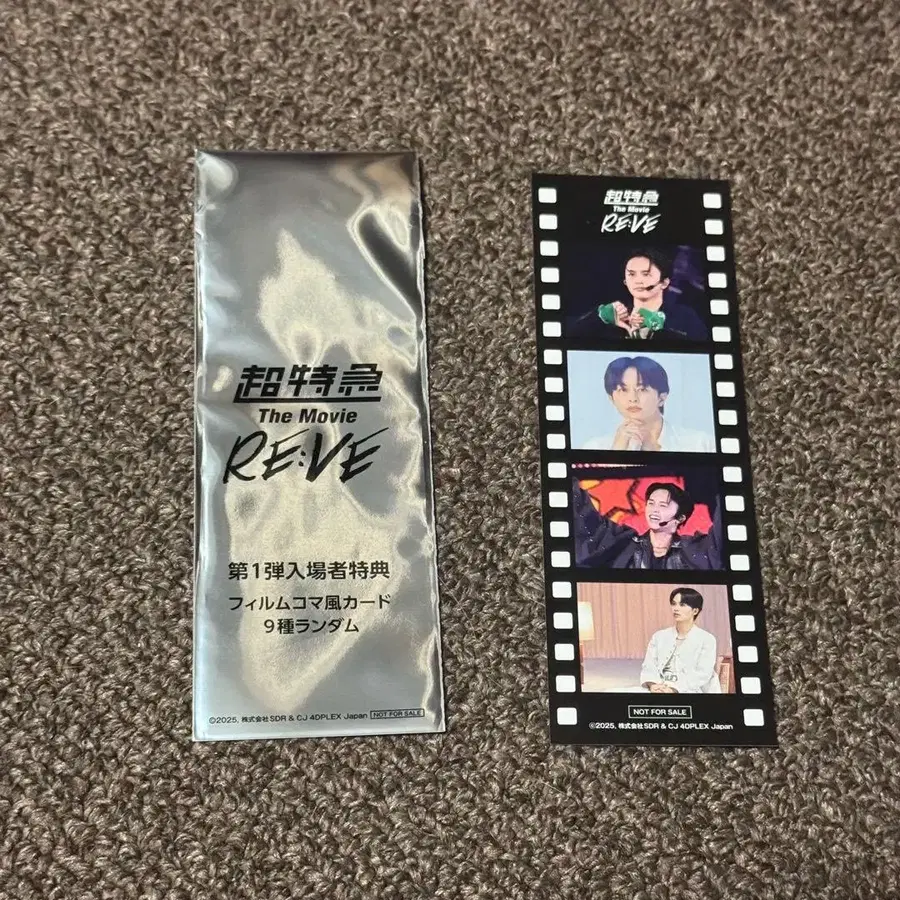 超特急
The Movie
RE:VE
第1弾入場者特典
フィルムコマ風カード
9種ランダム
©2025, 株式会社SDR & CJ 4DPLEX Japan NOT FOR SALE
超特急
The Movie
RE:VE
NOT FOR SALE
©2025, 株式会社SDR & CJ 4DPLEX Japan